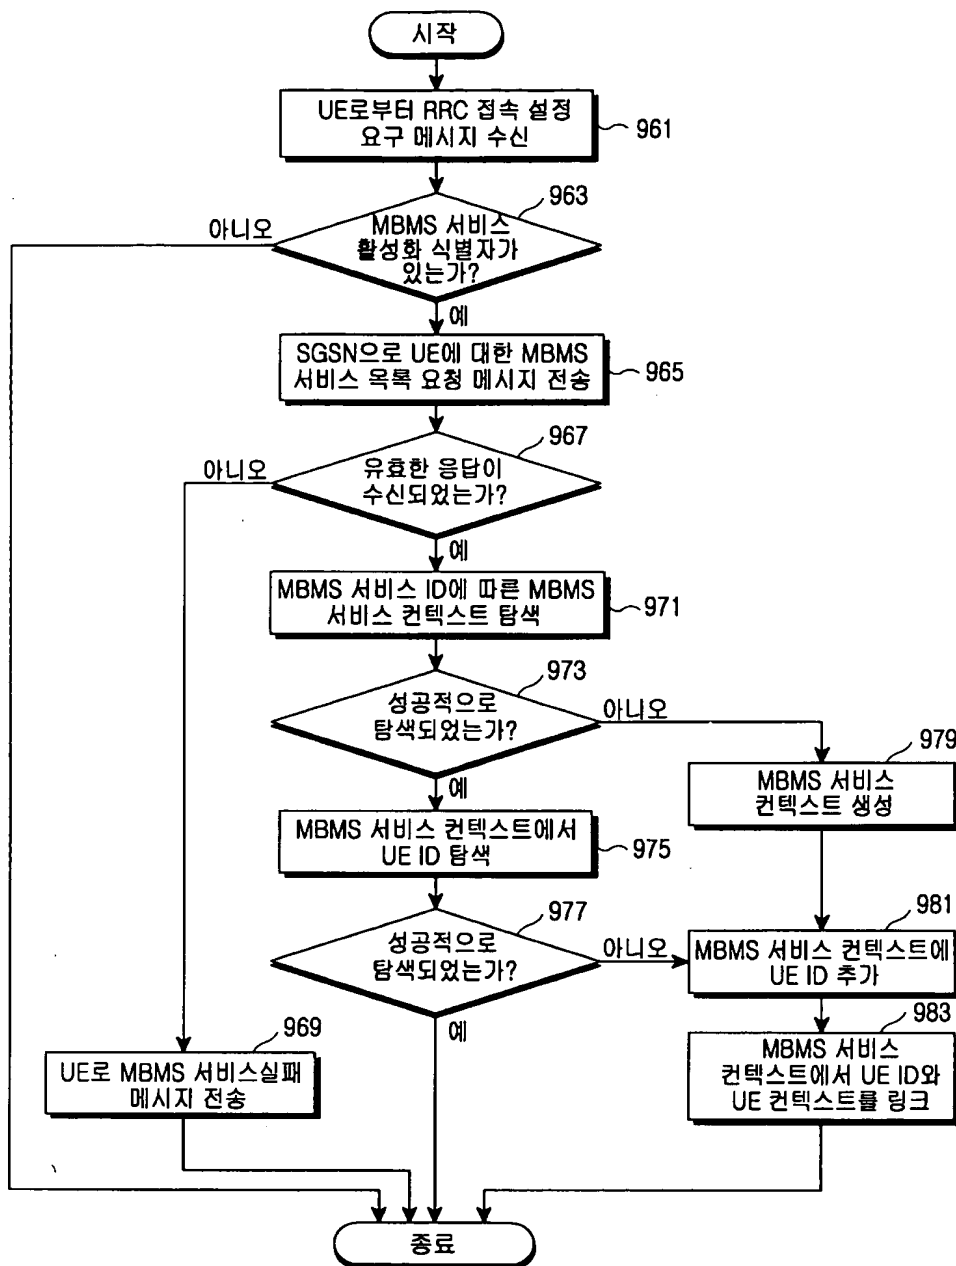 시작
UE로부터 RRC 접속 설정
요구 메시지 수신
961
963
MBMS 서비스
활성화 식별자가
있는가?
아니오
예
SGSN으로 UE에 대한 MBMS
서비스 목록 요청 메시지 전송
965
967
유효한 응답이
수신되었는가?
아니오
예
MBMS 서비스 ID에 따른 MBMS
서비스 컨텍스트 탐색
971
973
성공적으로
탐색되었는가?
아니오
예
979
MBMS 서비스
컨텍스트 생성
MBMS 서비스 컨텍스트에서
UE ID 탐색
975
977
성공적으로
탐색되었는가?
아니오
예
981
MBMS 서비스 컨텍스트에
UE ID 추가
983
MBMS 서비스
컨텍스트에서 UE ID와
UE 컨텍스트를 링크
969
UE로 MBMS 서비스실패
메시지 전송
종료